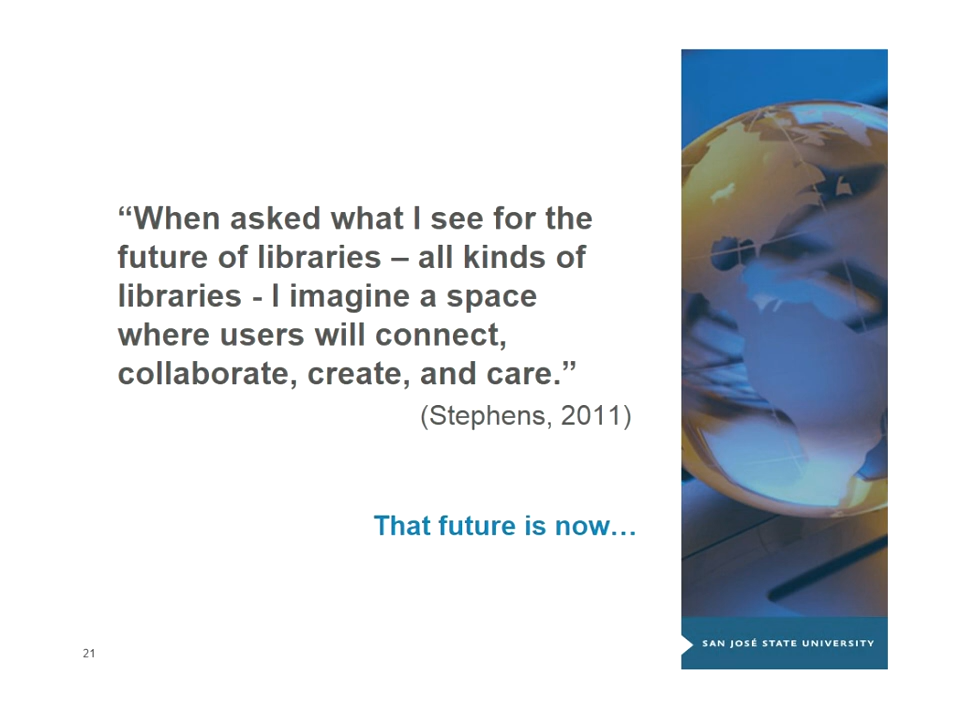 “When asked what I see for the
future of libraries – all kinds of
libraries - I imagine a space
where users will connect,
collaborate, create, and care.”
(Stephens, 2011)
That future is now…
SAN JOSÉ STATE UNIVERSITY
21